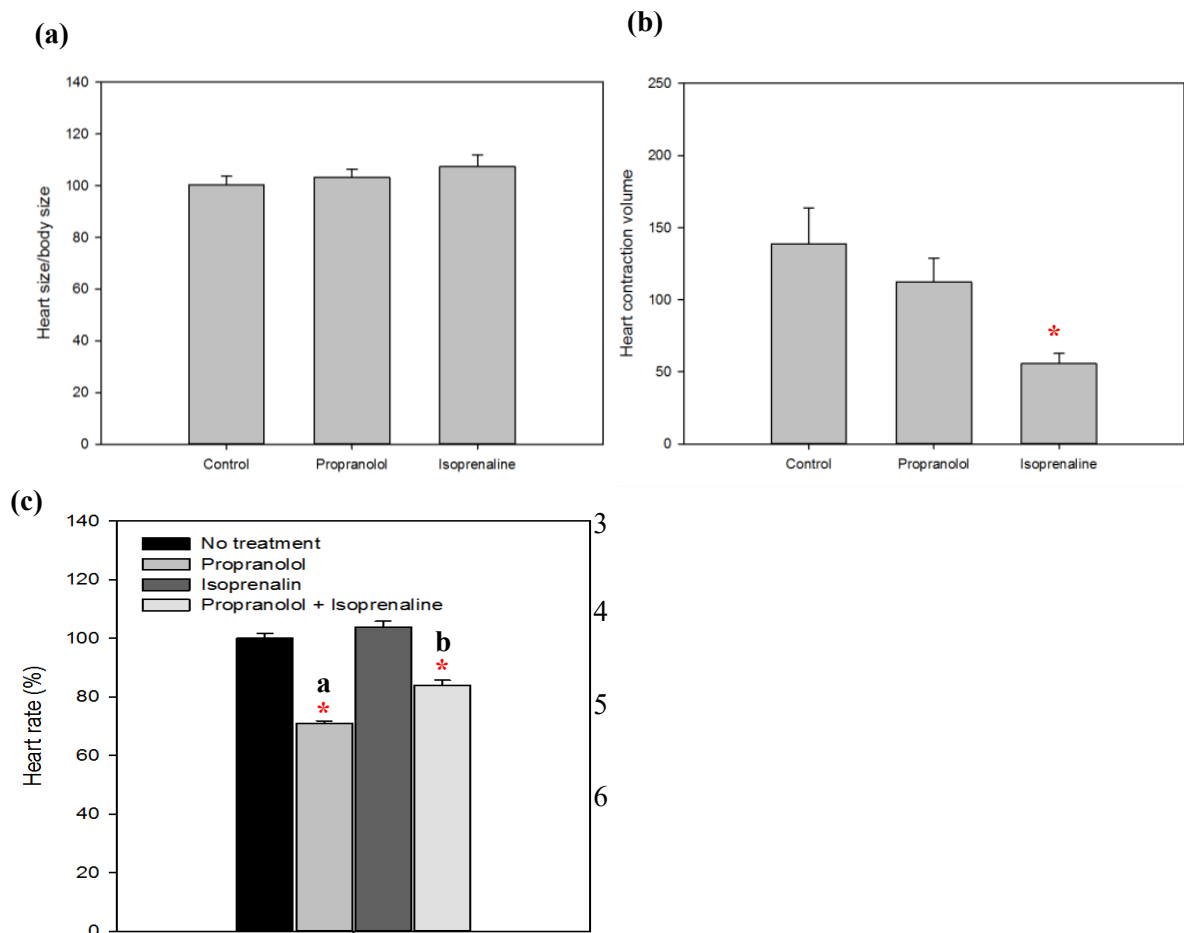 (a)
140
120
100
80
60
40
20
0
Heart size/body size
Control Propranolol Isoprenaline
(b)
250
200
150
100
50
0
Heart contraction volume
*
Control Propranolol Isoprenaline
(c)
140
120
100
80
60
40
20
0
Heart rate (%)
No treatment
Propranolol
Isoprenalin
Propranolol + Isoprenaline
a
*
b
*
3
4
5
6